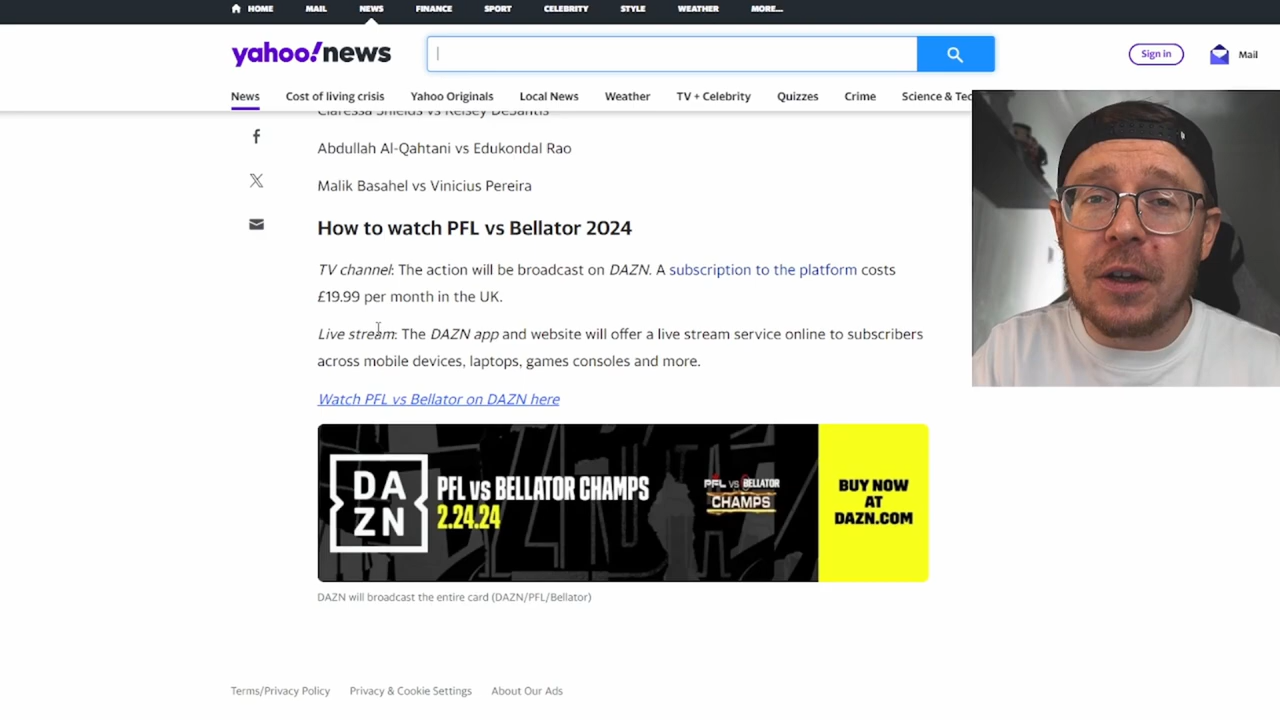 HOME MAIL NEWS FINANCE SPORT CELEBRITY STYLE WEATHER MORE...
yahoo!news
Sign in
Mail
News Cost of living crisis Yahoo Originals Local News Weather TV + Celebrity Quizzes Crime Science & Tec
Claressa Shields vs Kelsey DeSantis
Abdullah Al-Qahtani vs Edukondal Rao
Malik Basahel vs Vinicius Pereira
How to watch PFL vs Bellator 2024
TV channel: The action will be broadcast on DAZN. A subscription to the platform costs
£19.99 per month in the UK.
Live stream: The DAZN app and website will offer a live stream service online to subscribers
across mobile devices, laptops, games consoles and more.
Watch PFL vs Bellator on DAZN here
DA
ZN
PFL vs BELLATOR CHAMPS
2.24.24
PFL VS BELLATOR
CHAMPS
BUY NOW
AT
DAZN.COM
DAZN will broadcast the entire card (DAZN/PFL/Bellator)
Terms/Privacy Policy Privacy & Cookie Settings About Our Ads